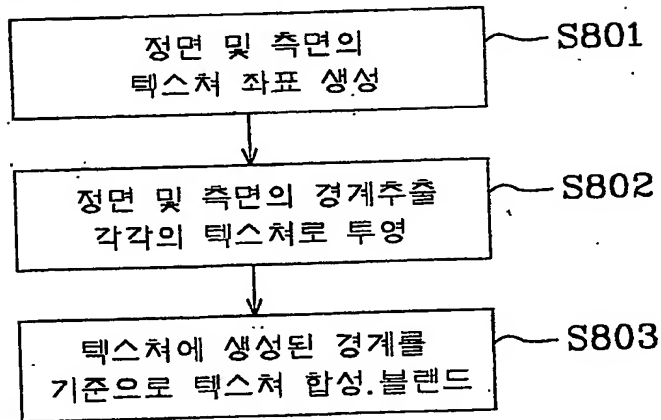 정면 및 측면의
텍스쳐 좌표 생성
S801
정면 및 측면의 경계추출
각각의 텍스쳐로 투영
S802
텍스쳐에 생성된 경계를
기준으로 텍스쳐 합성.블랜드
S803